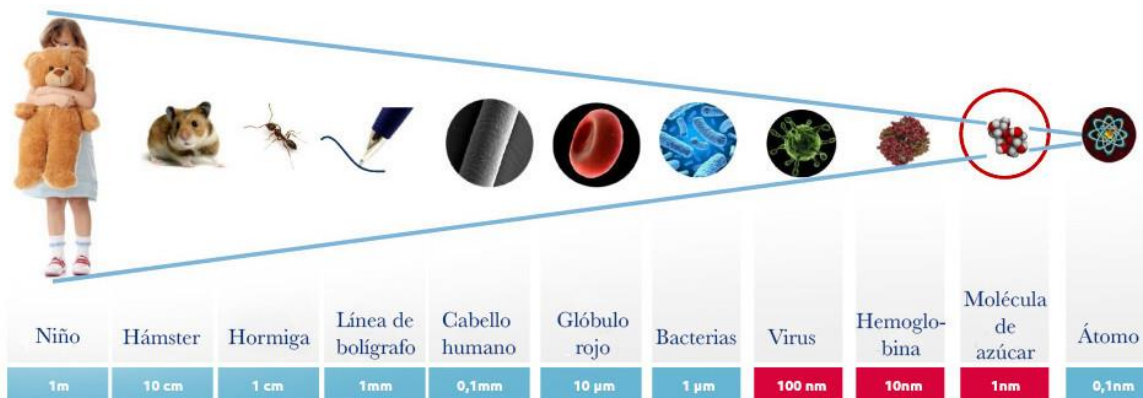 Niño
Hámster
Hormiga
Línea de
bolígrafo
Cabello
humano
Glóbulo
rojo
Bacterias
Virus
Hemoglo-
bina
Molécula
de
azúcar
Átomo
1m
10 cm
1 cm
1mm
0,1mm
10 µm
1 µm
100 nm
10nm
1nm
0,1nm